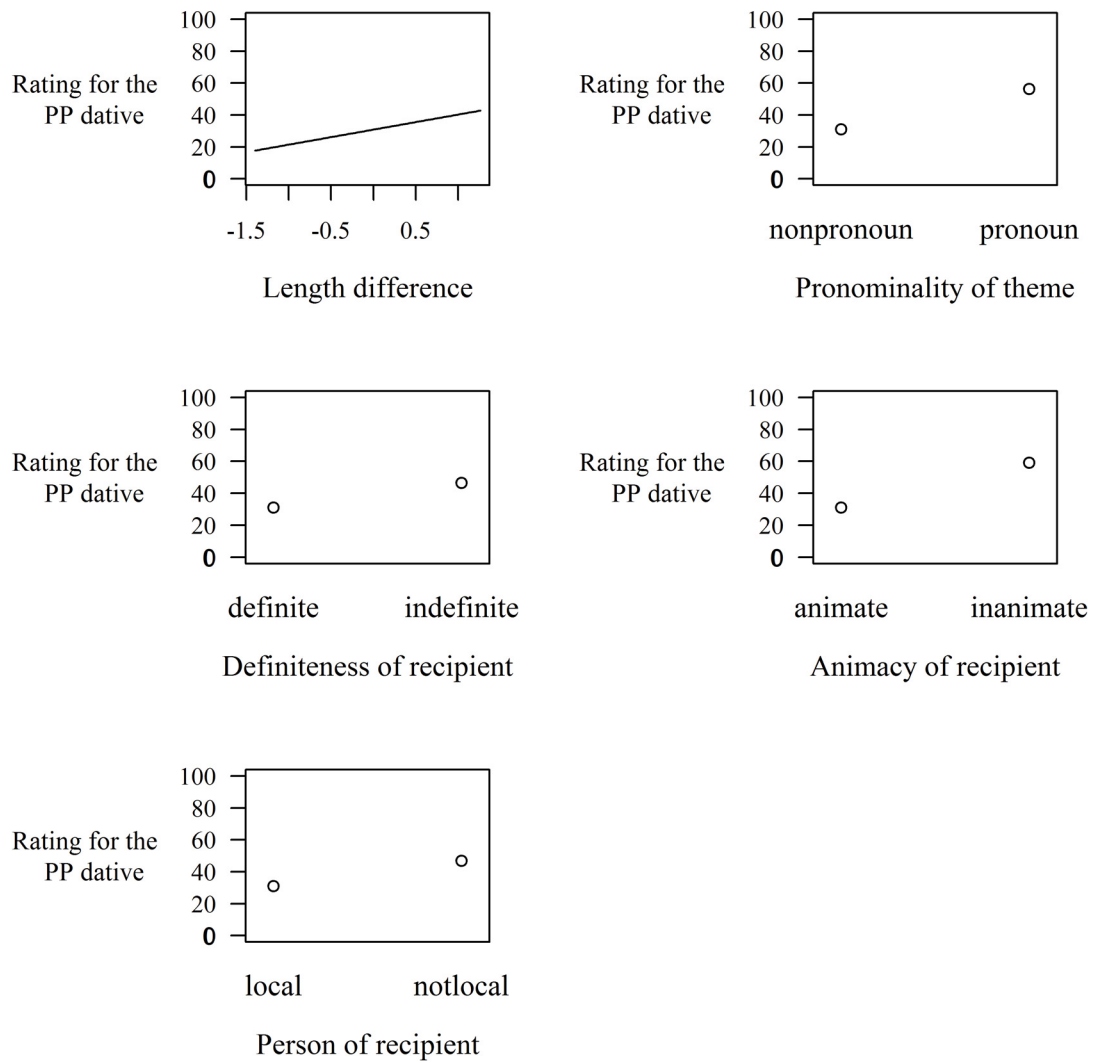 100
80
60
40
20
0
Rating for the
PP dative
-1.5 -0.5 0.5
Length difference
100
80
60
40
20
0
Rating for the
PP dative
nonpronoun pronoun
Pronominality of theme
100
80
60
40
20
0
Rating for the
PP dative
definite indefinite
Definiteness of recipient
100
80
60
40
20
0
Rating for the
PP dative
animate inanimate
Animacy of recipient
100
80
60
40
20
0
Rating for the
PP dative
local notlocal
Person of recipient